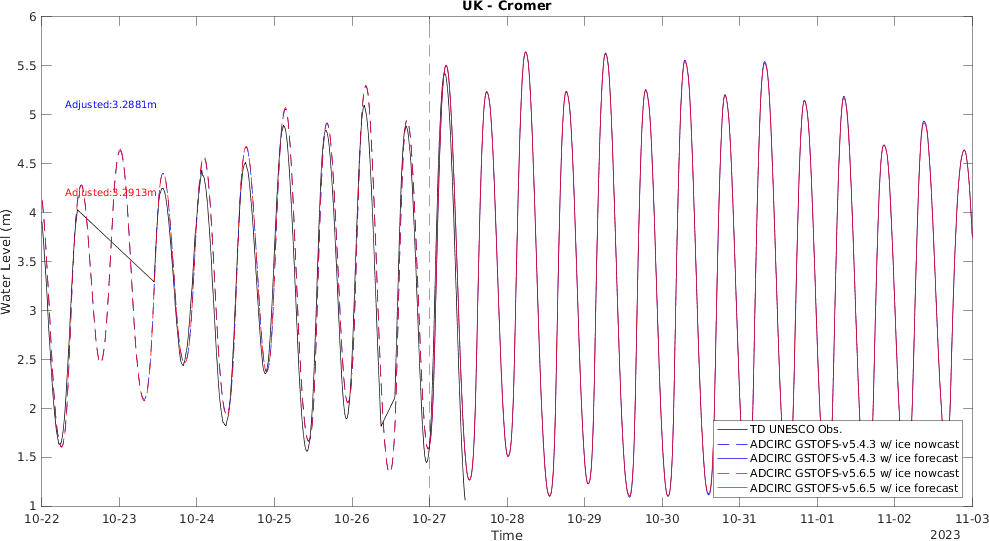 UK - Cromer
6
5.5
5
4.5
4
3.5
3
2.5
2
1.5
1
Water Level (m)
Adjusted:3.2881m
Adjusted:3.2913m
TD UNESCO Obs.
ADCIRC GSTOFS-v5.4.3 w/ ice nowcast
ADCIRC GSTOFS-v5.4.3 w/ ice forecast
ADCIRC GSTOFS-v5.6.5 w/ ice nowcast
ADCIRC GSTOFS-v5.6.5 w/ ice forecast
10-22 10-23 10-24 10-25 10-26 10-27 10-28 10-29 10-30 10-31 11-01 11-02 11-03
Time
2023